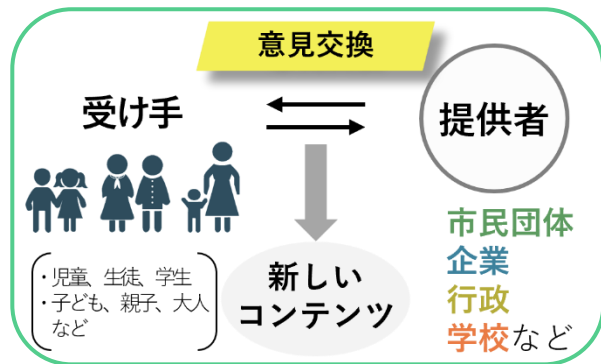 意見交換
受け手
提供者
・児童、生徒、学生
・子ども、親子、大人
など
新しい
コンテンツ
市民団体
企業
行政
学校など